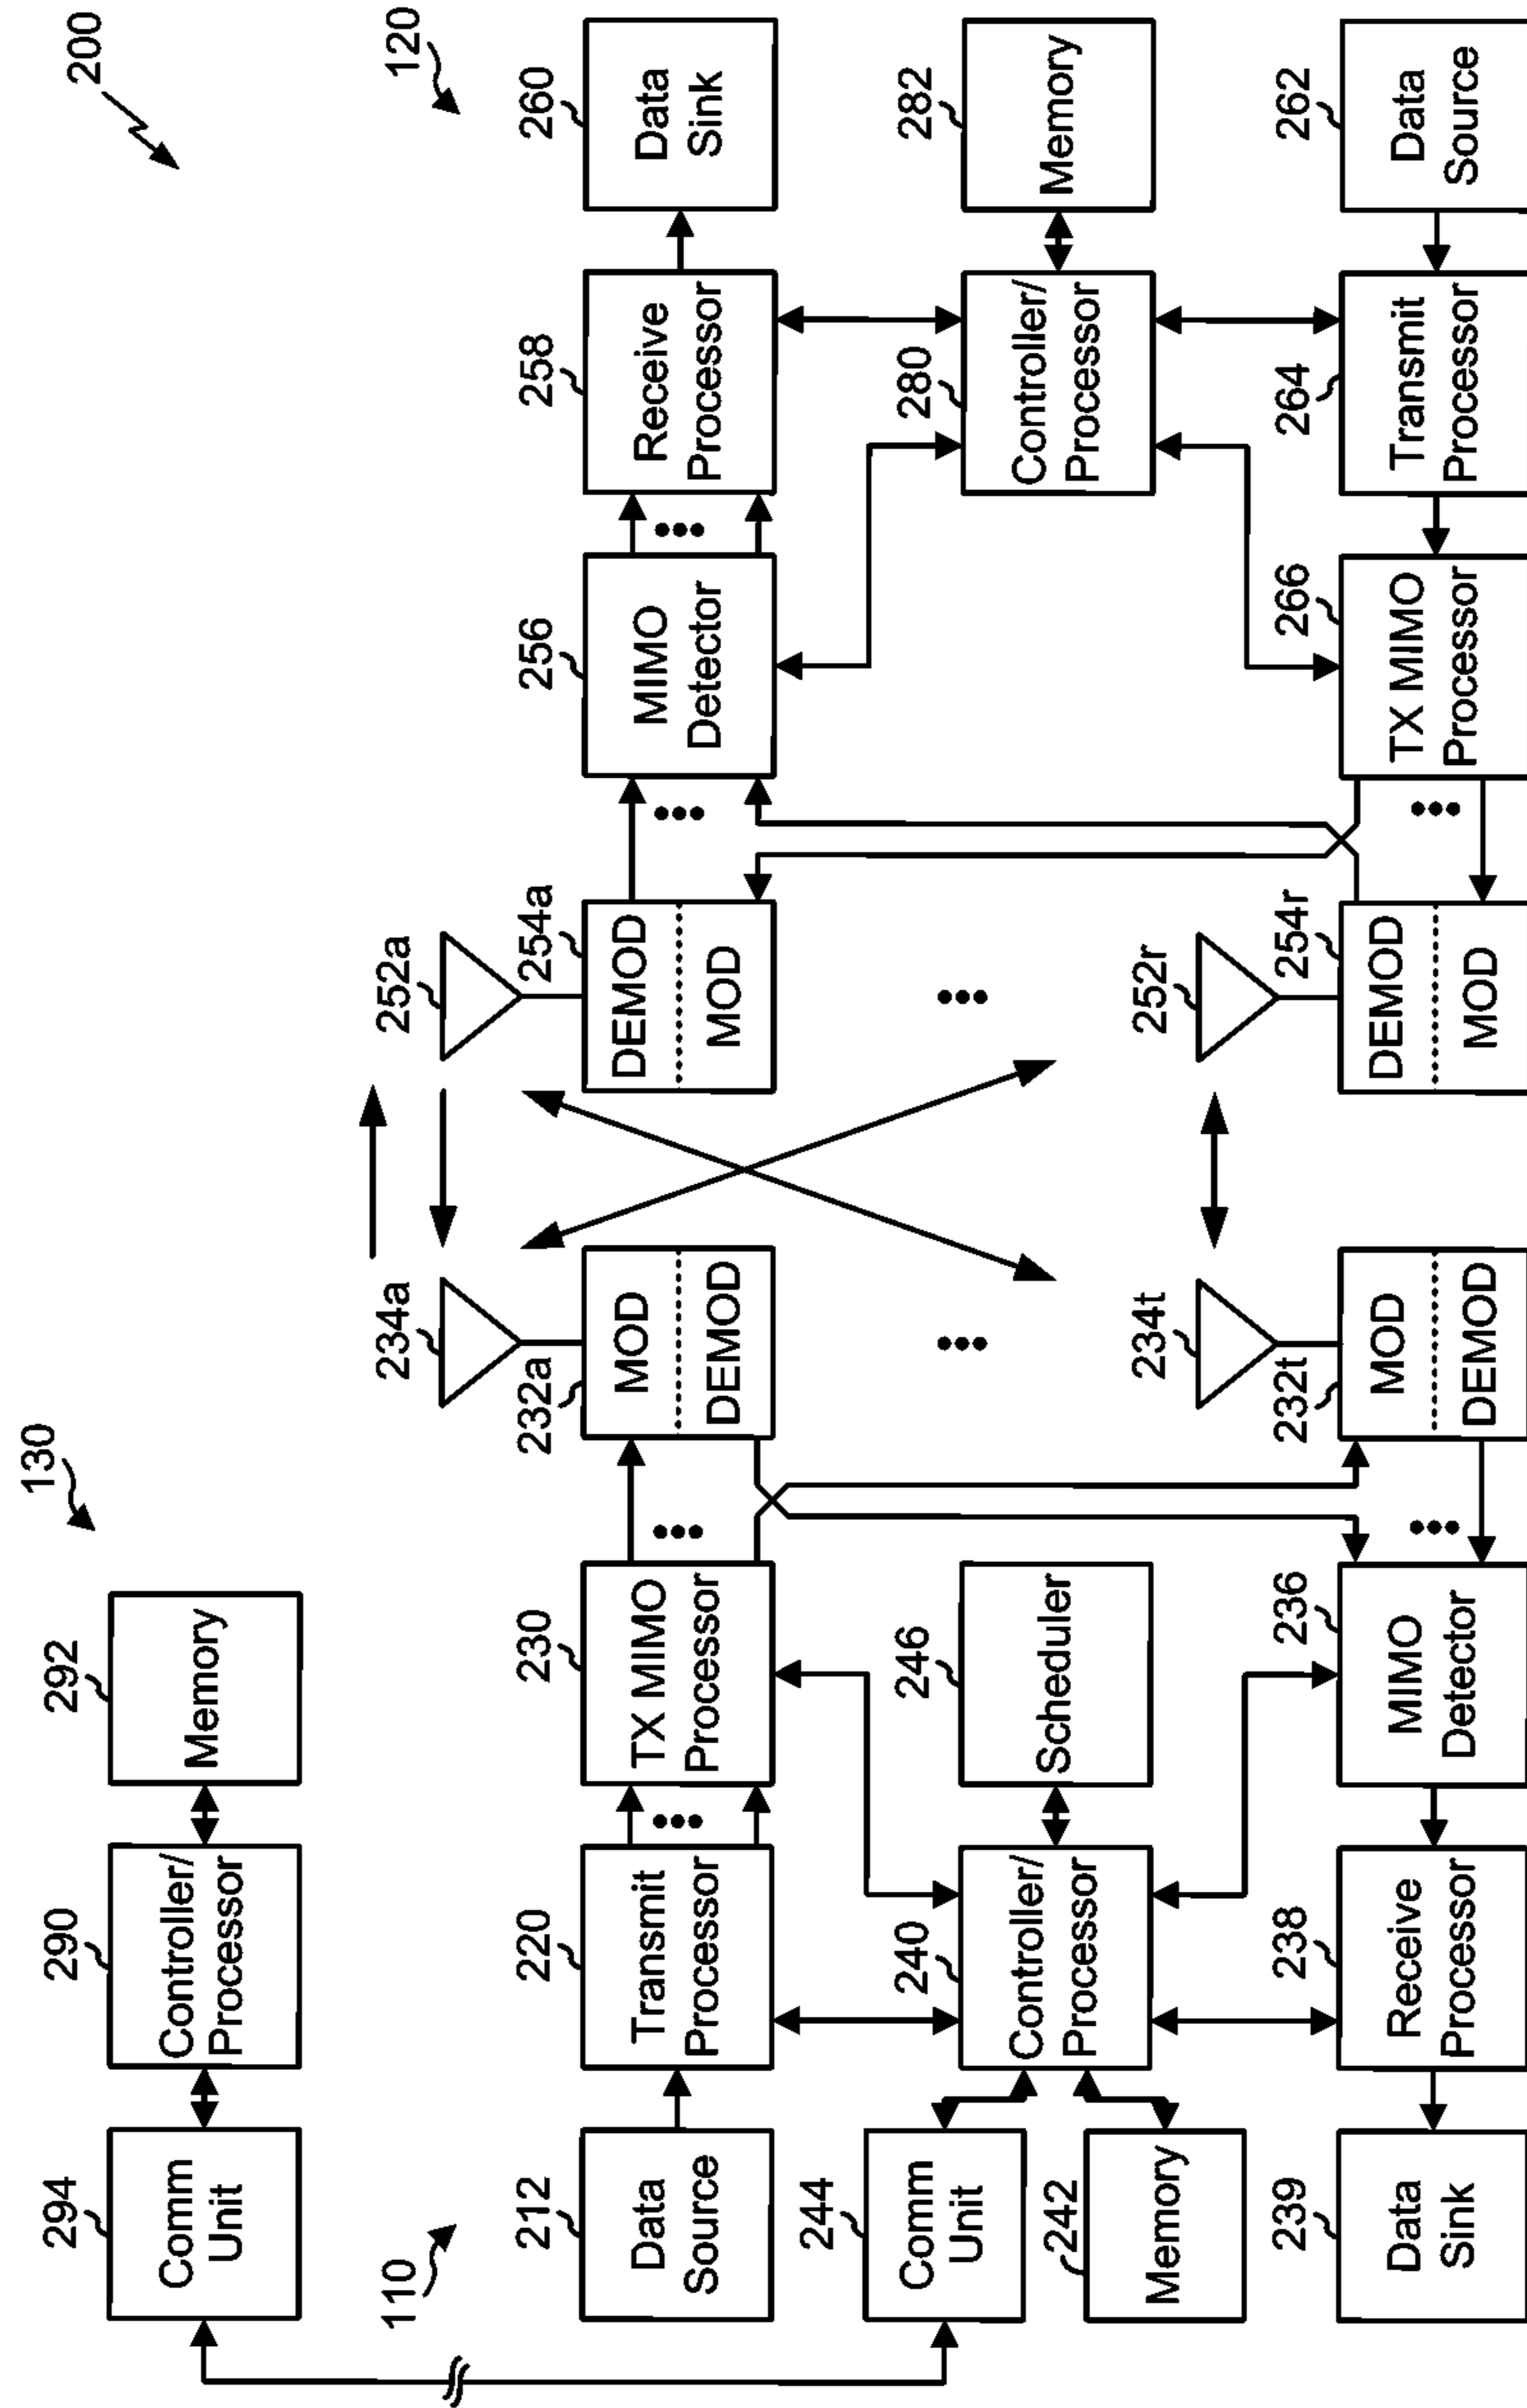 200
130
120
294
Comm
Unit
290
Controller/
Processor
292
Memory
110
212
Data
Source
220
Transmit
Processor
230
TX MIMO
Processor
232a
MOD
DEMOD
234a
252a
254a
DEMOD
MOD
256
MIMO
Detector
258
Receive
Processor
260
Data
Sink
244
Comm
Unit
242
Memory
240
Controller/
Processor
246
Scheduler
280
Controller/
Processor
282
Memory
239
Data
Sink
238
Receive
Processor
236
MIMO
Detector
232t
MOD
DEMOD
234t
252r
254r
DEMOD
MOD
266
TX MIMO
Processor
264
Transmit
Processor
262
Data
Source